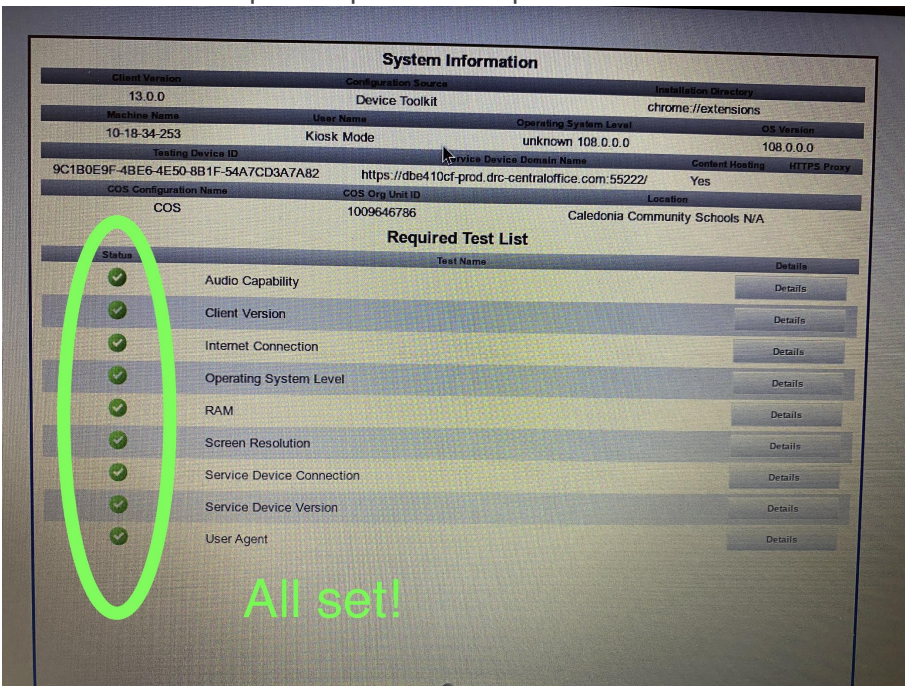 System Information
Client Version Configuration Source Installation Directory
13.0.0 Device Toolkit chrome://extensions
Machine Name User Name Operating System Level OS Version
10-18-34-253 Kiosk Mode unknown 108.0.0.0 108.0.0.0
Testing Device ID Service Device Domain Name Content Hosting HTTPS Proxy
9C1B0E9F-4BE6-4E50-8B1F-54A7CD3A7A82 https://dbe410cf-prod.drc-centraloffice.com:55222/ Yes
COS Configuration Name COS Org Unit ID Location
COS 1009646786 Caledonia Community Schools N/A
Required Test List
Status Test Name Details
Audio Capability Details
Client Version Details
Internet Connection Details
Operating System Level Details
RAM Details
Screen Resolution Details
Service Device Connection Details
Service Device Version Details
User Agent Details
All set!